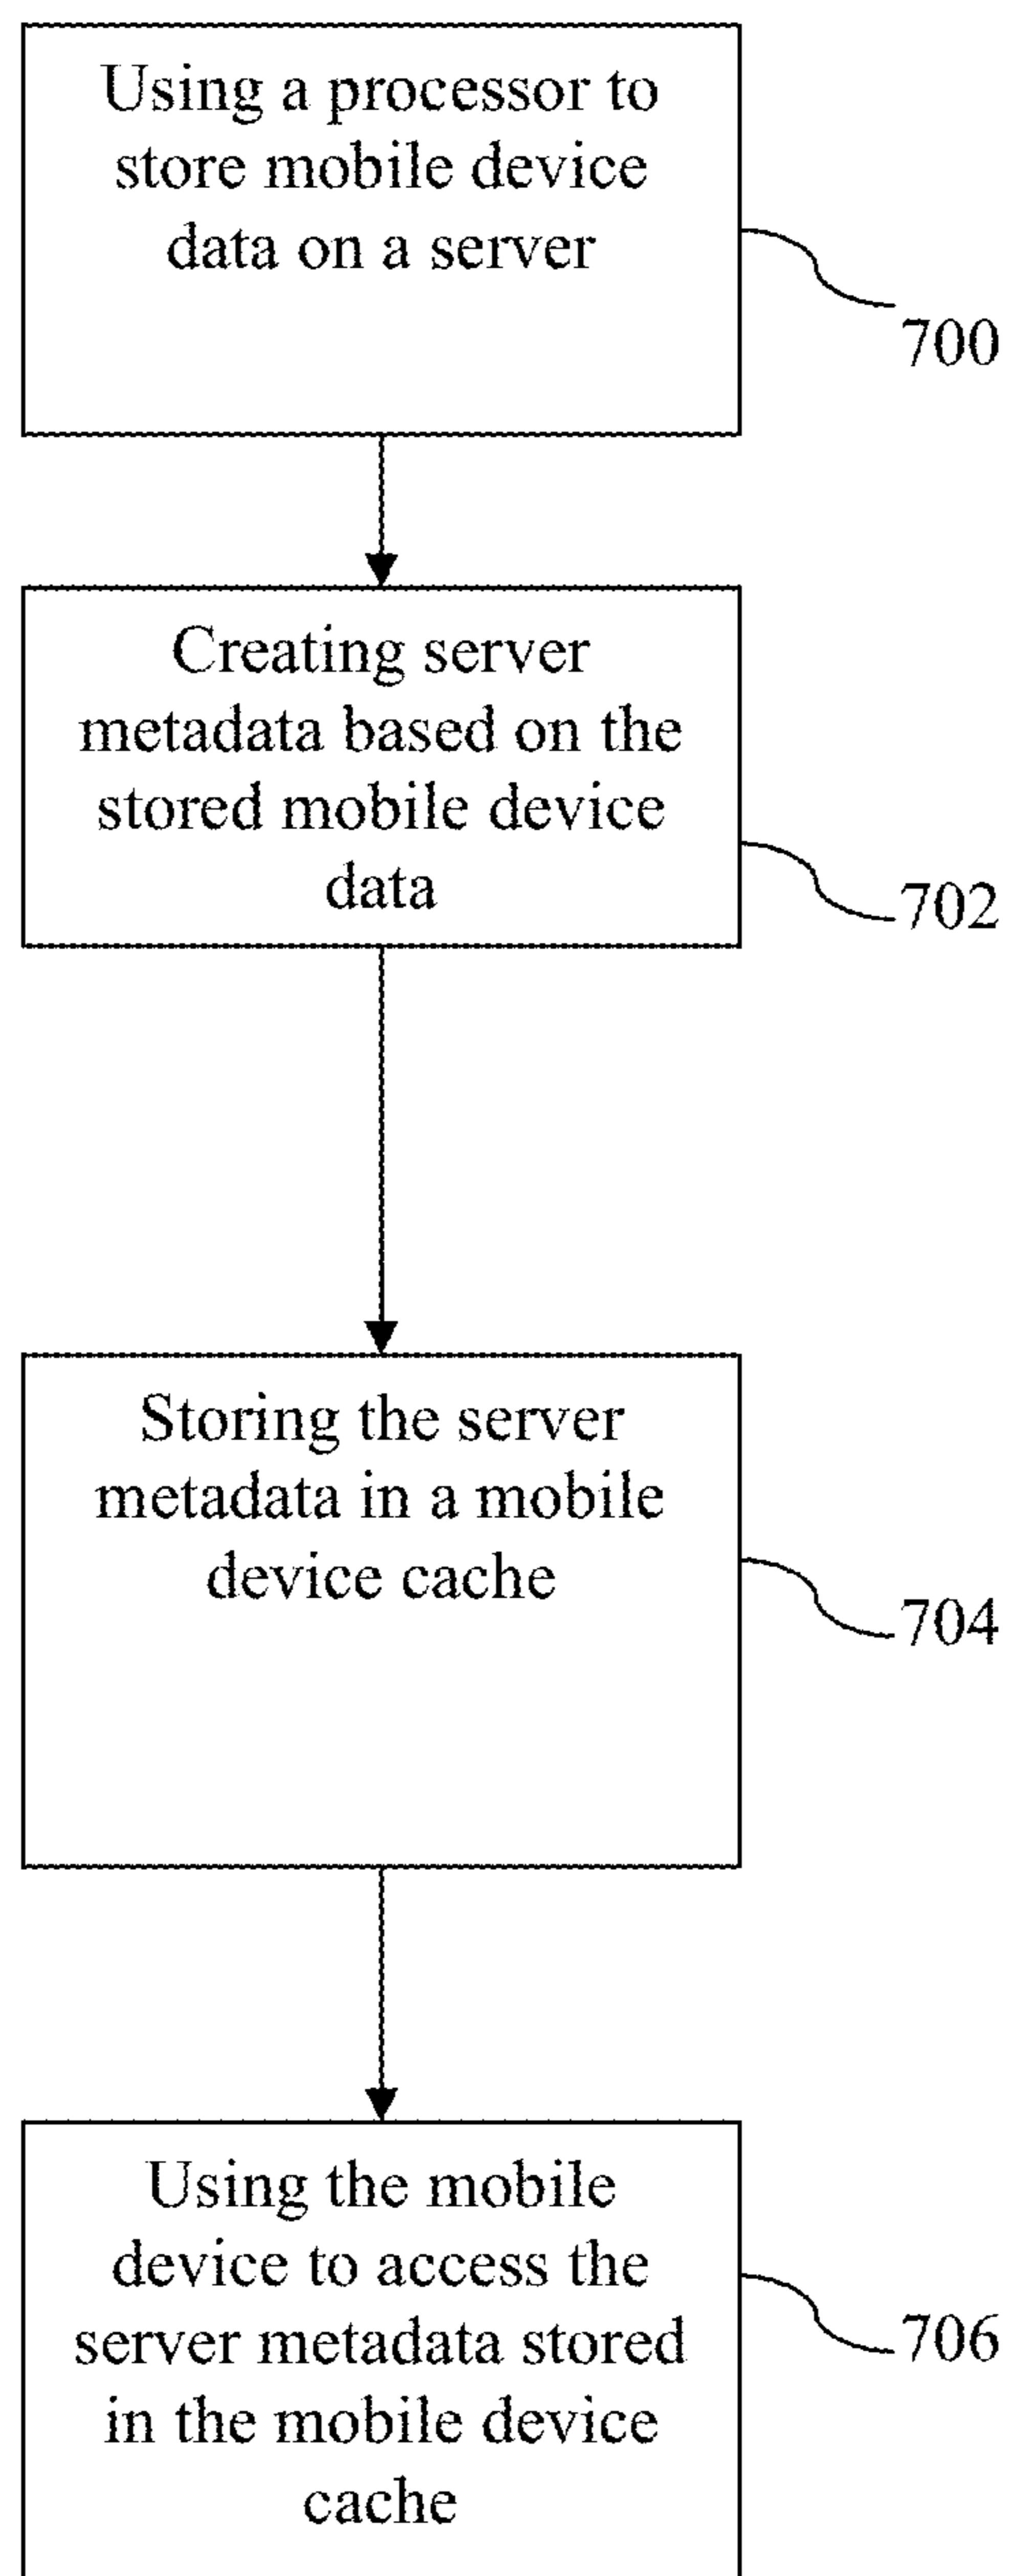 Using a processor to
store mobile device
data on a server
700
Creating server
metadata based on the
stored mobile device
data
702
Storing the server
metadata in a mobile
device cache
704
Using the mobile
device to access the
server metadata stored
in the mobile device
cache
706